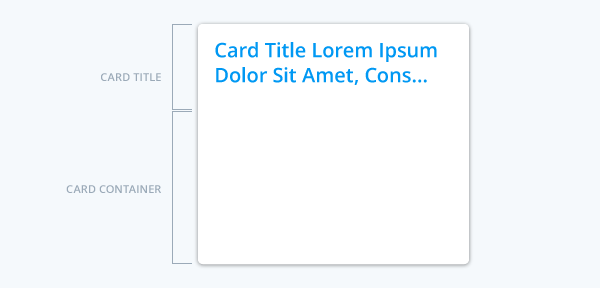 Card Title Lorem Ipsum
Dolor Sit Amet, Cons...
CARD TITLE
CARD CONTAINER